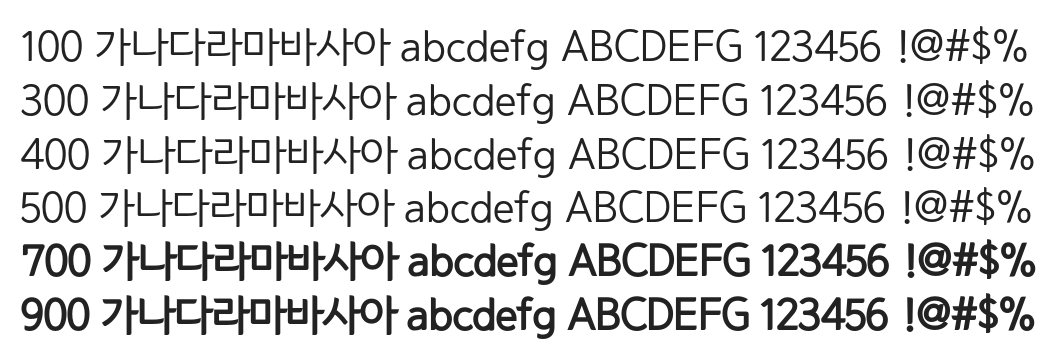 100 가나다라마바사아 abcdefg ABCDEFG 123456 !@#$%
300 가나다라마바사아 abcdefg ABCDEFG 123456 !@#$%
400 가나다라마바사아 abcdefg ABCDEFG 123456 !@#$%
500 가나다라마바사아 abcdefg ABCDEFG 123456 !@#$%
700 가나다라마바사아 abcdefg ABCDEFG 123456 !@#$%
900 가나다라마바사아 abcdefg ABCDEFG 123456 !@#$%